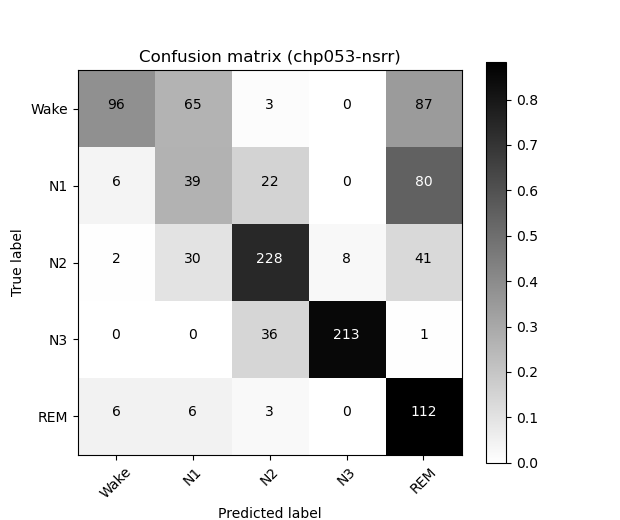 Confusion matrix (chp053-nsrr)
True label
Wake 96 65 3 0 87
N1 6 39 22 0 80
N2 2 30 228 8 41
N3 0 0 36 213 1
REM 6 6 3 0 112
Wake N1 N2 N3 REM
Predicted label
0.8
0.7
0.6
0.5
0.4
0.3
0.2
0.1
0.0